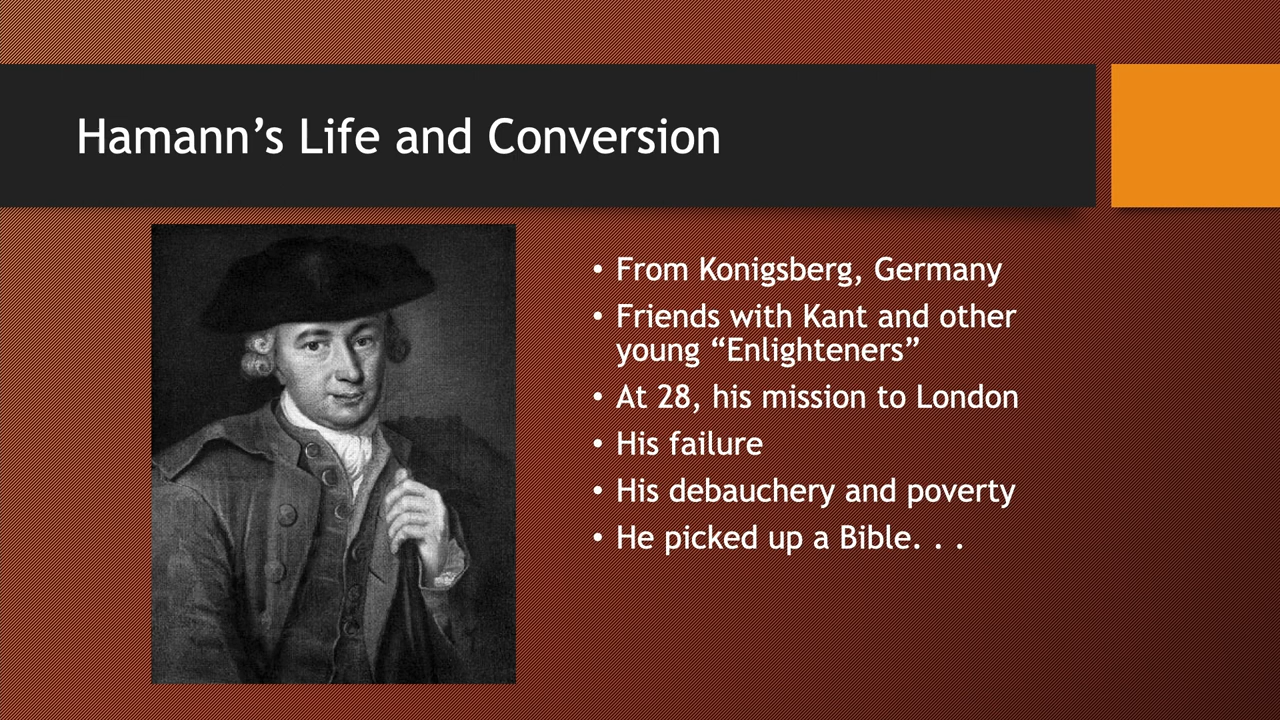 Hamann’s Life and Conversion
• From Konigsberg, Germany
• Friends with Kant and other
young “Enlighteners”
• At 28, his mission to London
• His failure
• His debauchery and poverty
• He picked up a Bible. . .